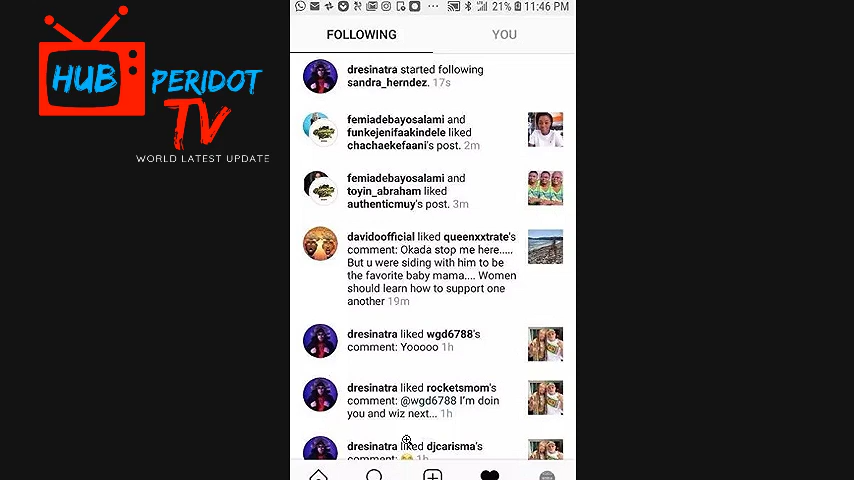 21% 11:46 PM
FOLLOWING
YOU
HUB
PERIDOT
TV
WORLD LATEST UPDATE
dresinatra started following
sandra_herndez. 17s
femiadebayosalami and
funkejenifaakindele liked
chachaekefaani's post. 2m
femiadebayosalami and
toyin_abraham liked
authenticmuy's post. 3m
davidoofficial liked queenxxtrate's
comment: Okada stop me here.....
But u were siding with him to be
the favorite baby mama.... Women
should learn how to support one
another 19m
dresinatra liked wgd6788's
comment: Yooooo 1h
dresinatra liked rocketsmom's
comment: @wgd6788 I'm doin
you and wiz next... 1h
dresinatra liked djcarisma's
comment: 😂 1h